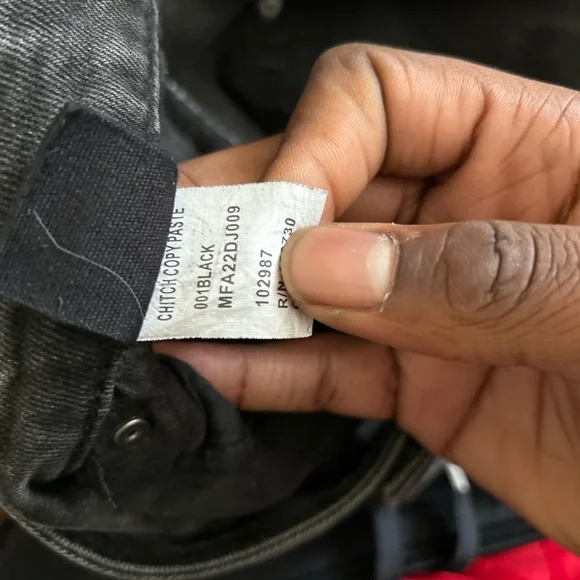 CHITCH COPY PASTE
001BLACK
MFA22DJ009
102987